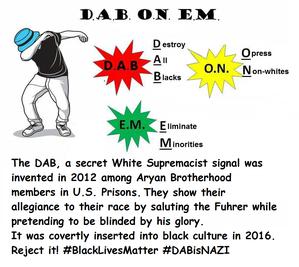 D.A.B. O.N. E.M.
D.A.B
Destroy
All
Blacks
O.N.
Opress
Non-whites
E.M.
Eliminate
Minorities
The DAB, a secret White Supremacist signal was
invented in 2012 among Aryan Brotherhood
members in U.S. Prisons. They show their
allegiance to their race by saluting the Fuhrer while
pretending to be blinded by his glory.
It was covertly inserted into black culture in 2016.
Reject it! #BlackLivesMatter #DABisNAZI